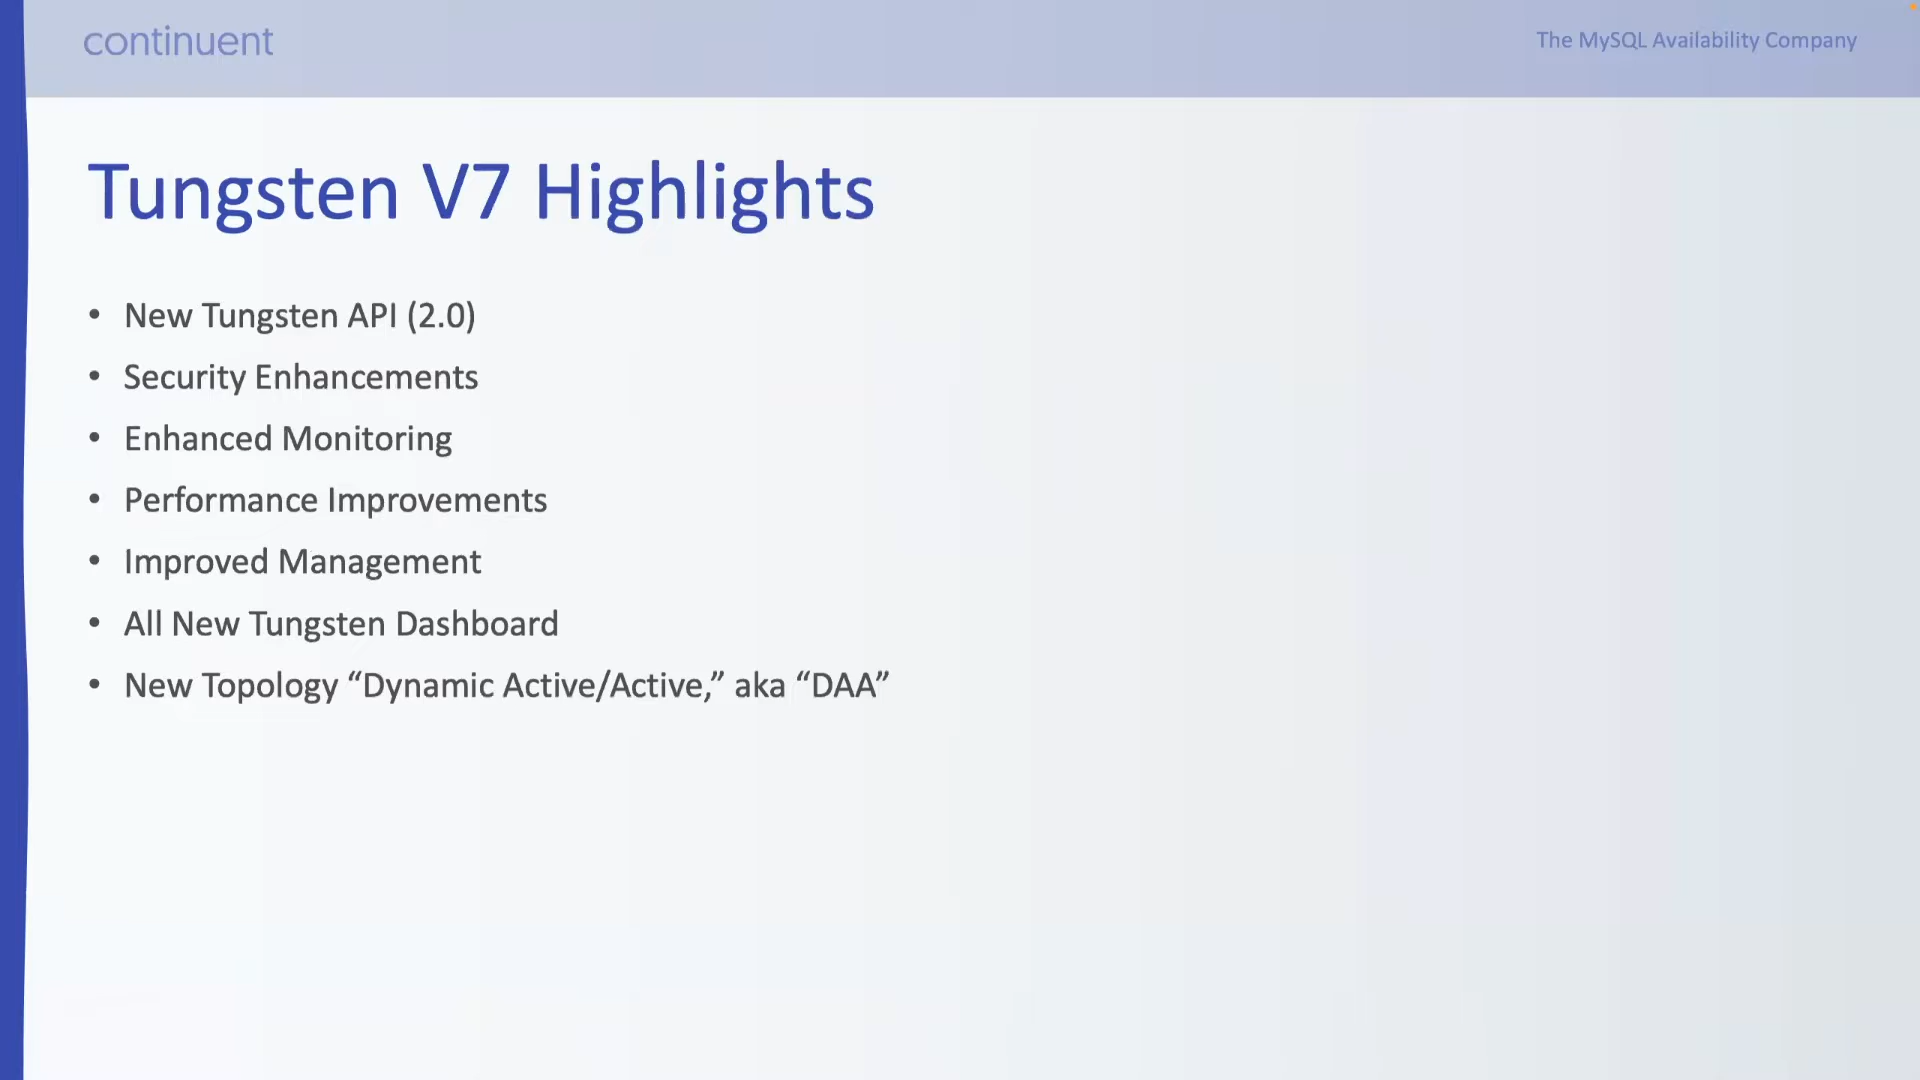 continuent
The MySQL Availability Company
Tungsten V7 Highlights
• New Tungsten API (2.0)
• Security Enhancements
• Enhanced Monitoring
• Performance Improvements
• Improved Management
• All New Tungsten Dashboard
• New Topology “Dynamic Active/Active,” aka “DAA”